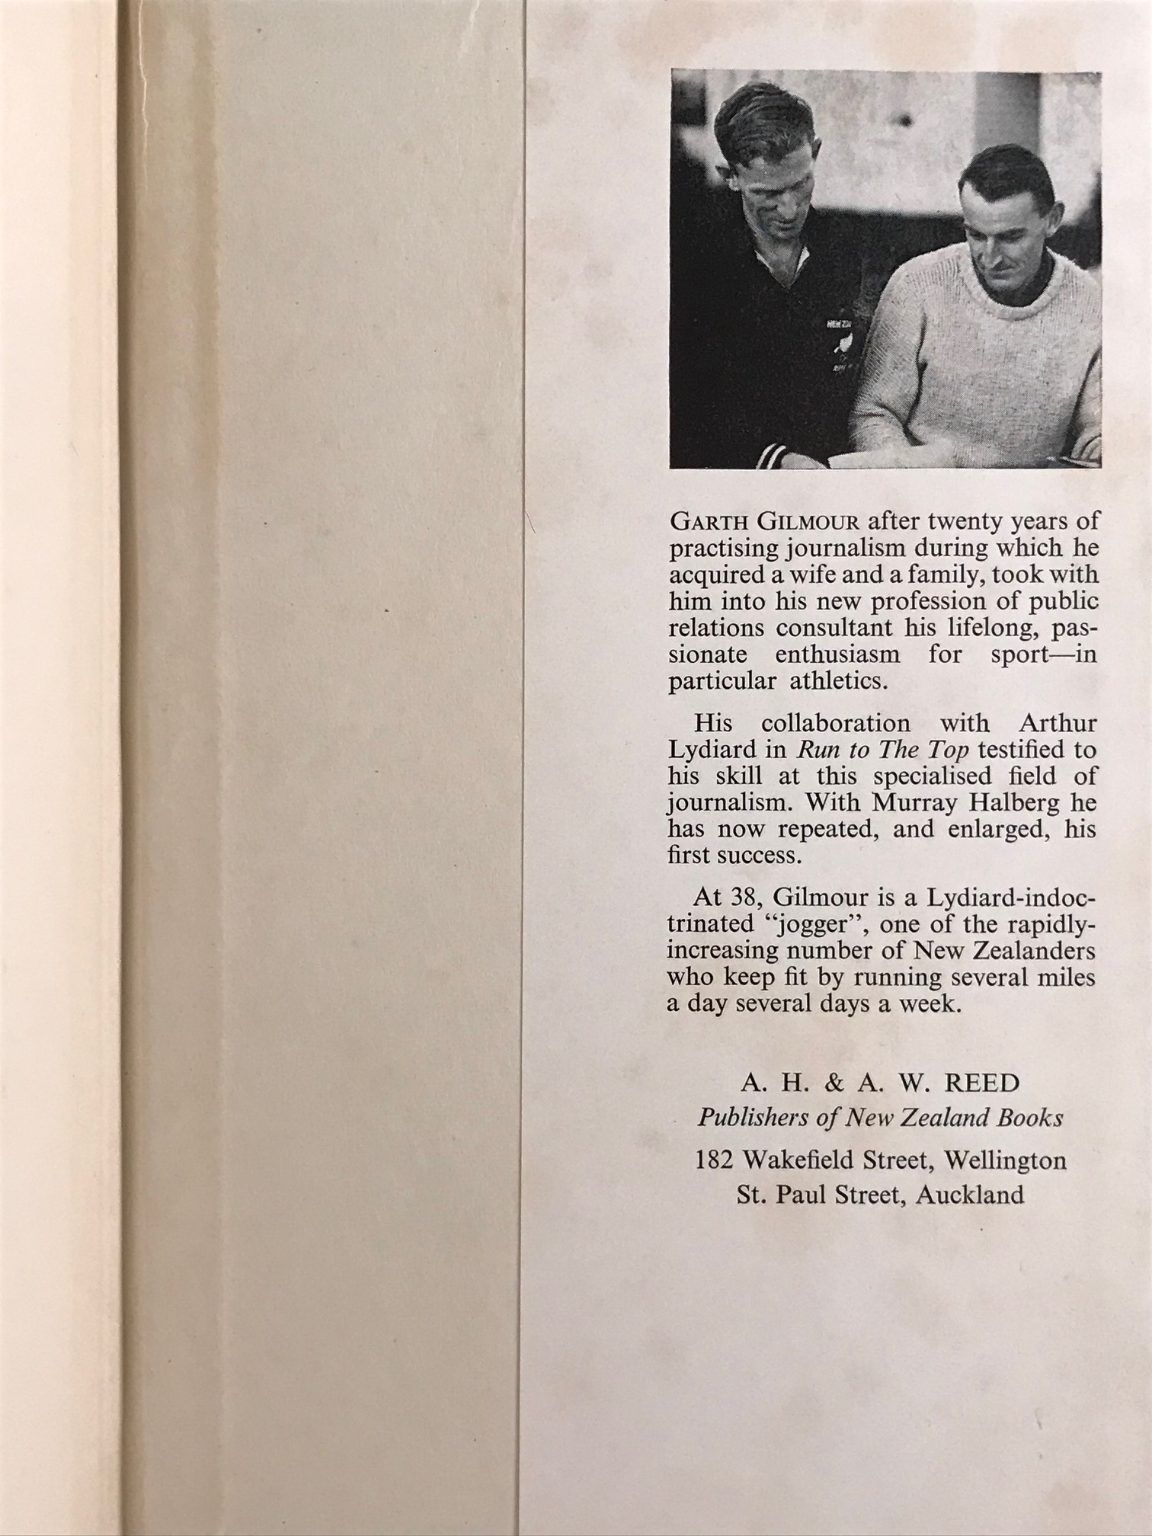 GARTH GILMOUR after twenty years of
practising journalism during which he
acquired a wife and a family, took with
him into his new profession of public
relations consultant his lifelong, pas-
sionate enthusiasm for sport—in
particular athletics.
His collaboration with Arthur
Lydiard in Run to The Top testified to
his skill at this specialised field of
journalism. With Murray Halberg he
has now repeated, and enlarged, his
first success.
At 38, Gilmour is a Lydiard-indoc-
trinated “jogger”, one of the rapidly-
increasing number of New Zealanders
who keep fit by running several miles
a day several days a week.
A. H. & A. W. REED
Publishers of New Zealand Books
182 Wakefield Street, Wellington
St. Paul Street, Auckland